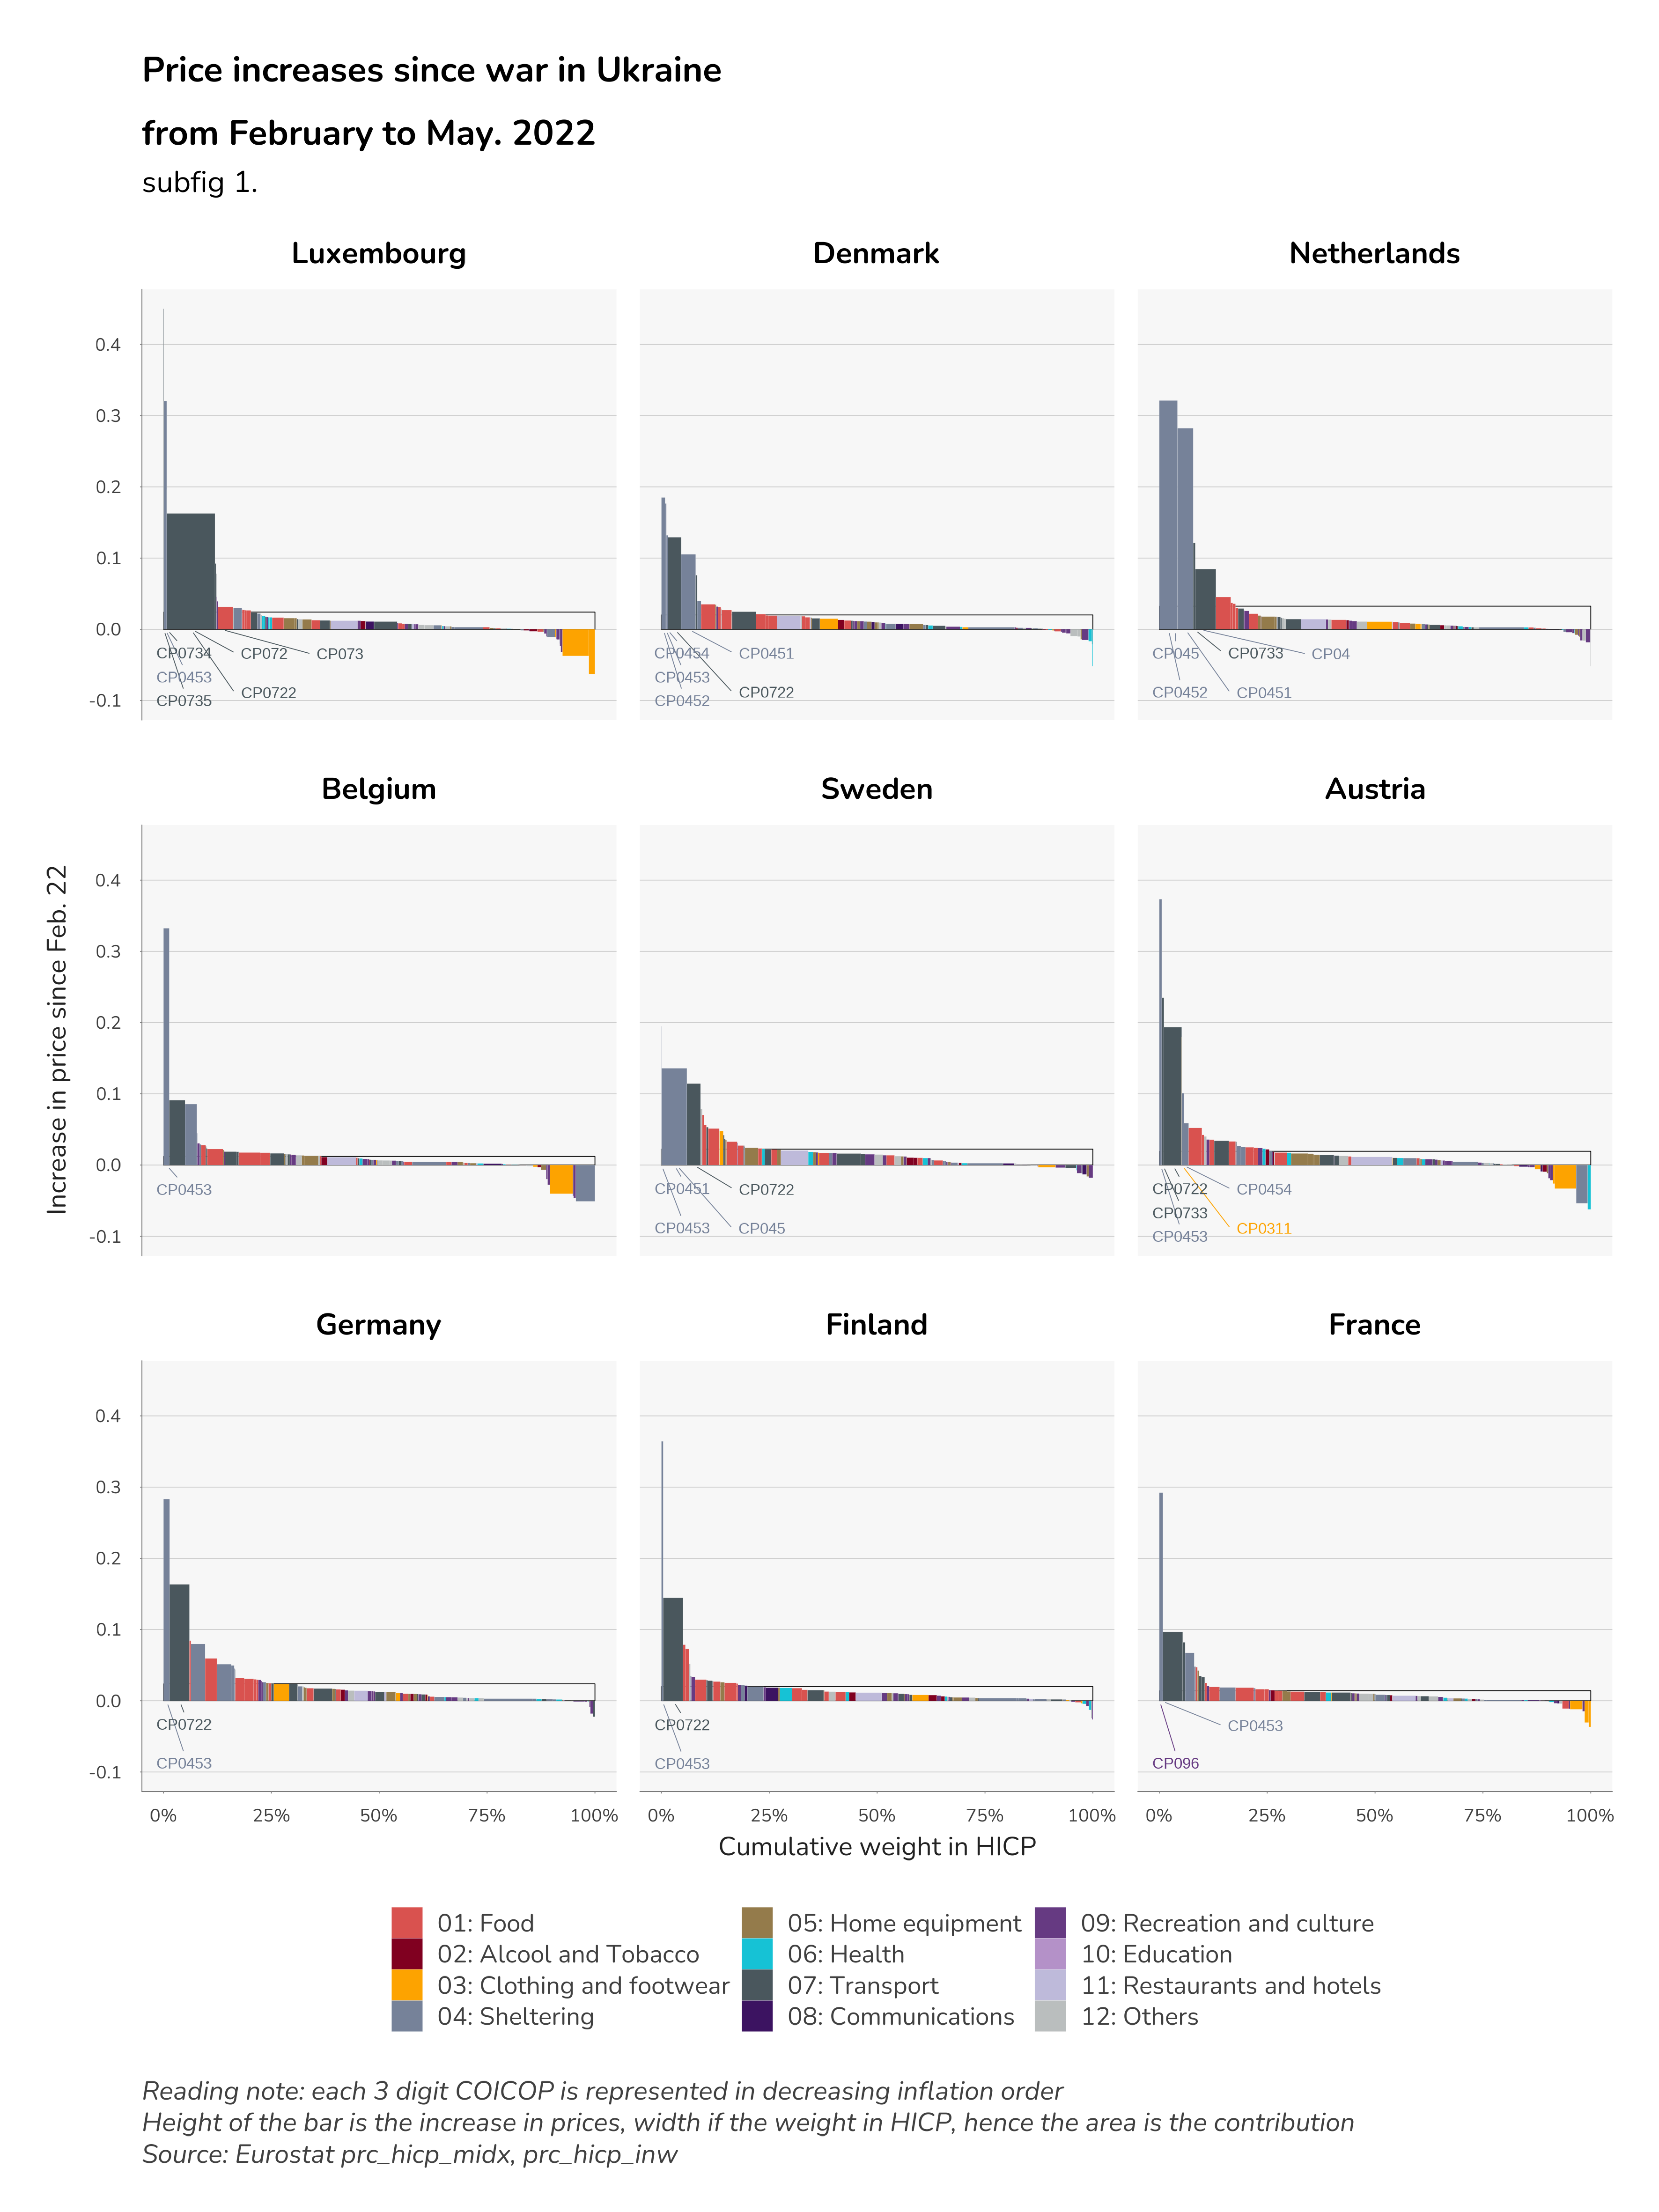 Price increases since war in Ukraine
from February to May. 2022
subfig 1.
Luxembourg
Denmark
Netherlands
0.4
0.3
0.2
0.1
0.0
-0.1
CP0734
CP072
CP073
CP0453
CP0722
CP0735
CP0454
CP0451
CP0453
CP0722
CP0452
CP045
CP0733
CP04
CP0452
CP0451
Belgium
Sweden
Austria
Increase in price since Feb. 22
0.4
0.3
0.2
0.1
0.0
-0.1
CP0453
CP0451
CP0722
CP0453
CP045
CP0722
CP0454
CP0733
CP0311
CP0453
Germany
Finland
France
0.4
0.3
0.2
0.1
0.0
-0.1
CP0722
CP0453
CP0722
CP0453
CP0453
CP096
0% 25% 50% 75% 100%
0% 25% 50% 75% 100%
0% 25% 50% 75% 100%
Cumulative weight in HICP
01: Food
02: Alcool and Tobacco
03: Clothing and footwear
04: Sheltering
05: Home equipment
06: Health
07: Transport
08: Communications
09: Recreation and culture
10: Education
11: Restaurants and hotels
12: Others
Reading note: each 3 digit COICOP is represented in decreasing inflation order
Height of the bar is the increase in prices, width if the weight in HICP, hence the area is the contribution
Source: Eurostat prc_hicp_midx, prc_hicp_inw